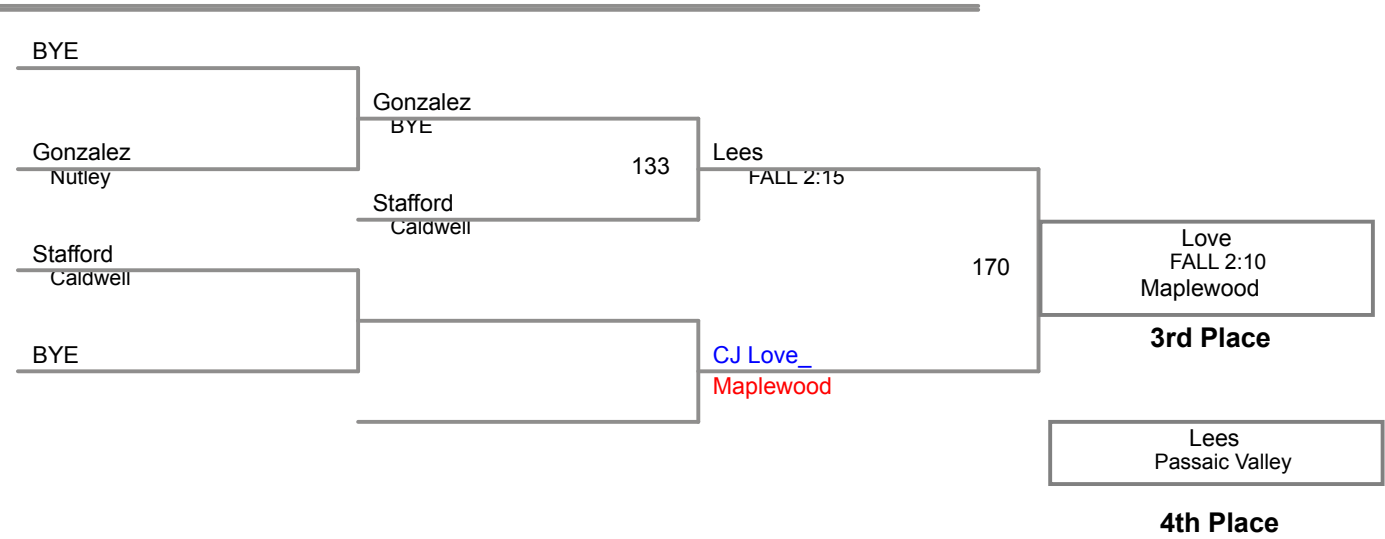 BYE
Gonzalez
BYE
Gonzalez
Nutley
133
Lees
FALL 2:15
Stafford
Caldwell
Stafford
Caldwell
170
Love
FALL 2:10
Maplewood
3rd Place
BYE
CJ Love_
Maplewood
Lees
Passaic Valley
4th Place